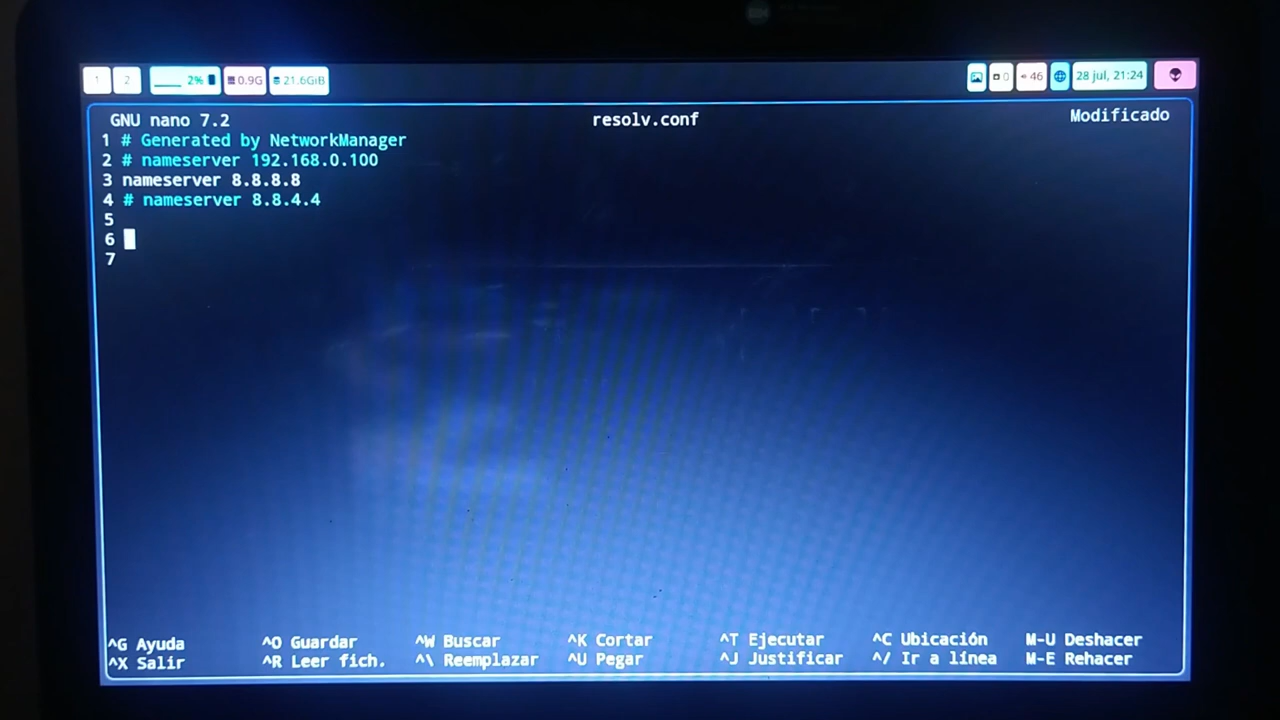 1 2 2% 0.9G 21.6GiB 0 46 28 jul, 21:24
GNU nano 7.2 resolv.conf Modificado
1 # Generated by NetworkManager
2 # nameserver 192.168.0.100
3 nameserver 8.8.8.8
4 # nameserver 8.8.4.4
5
6
7
^G Ayuda ^O Guardar ^W Buscar ^K Cortar ^T Ejecutar ^C Ubicación M-U Deshacer
^X Salir ^R Leer fich. ^\ Reemplazar ^U Pegar ^J Justificar ^/ Ir a línea M-E Rehacer